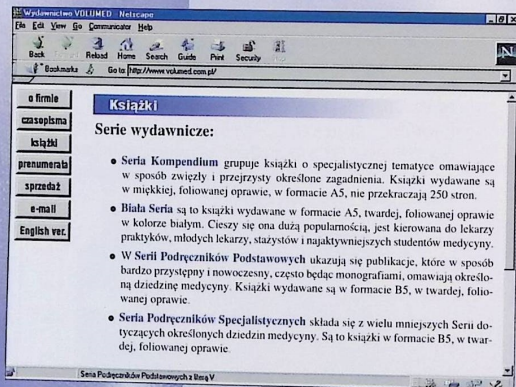 Wydawnictwo VOLUMED - Netscape
File Edit View Go Communicator Help
Back Reload Home Search Guide Print Security
Bookmarks Go to: http://www.volumed.com.pl/
N
o firmie
czasopisma
książki
prenumerata
sprzedaż
e-mail
English ver.
Książki
Serie wydawnicze:
• Seria Kompendium grupuje książki o specjalistycznej tematyce omawiające
w sposób zwięzły i przejrzysty określone zagadnienia. Książki wydawane są
w miękkiej, foliowanej oprawie, w formacie A5, nie przekraczają 250 stron.
• Biała Seria są to książki wydawane w formacie A5, twardej, foliowanej oprawie
w kolorze białym. Cieszy się ona dużą popularnością, jest kierowana do lekarzy
praktyków, młodych lekarzy, stażystów i najaktywniejszych studentów medycyny.
• W Serii Podręczników Podstawowych ukazują się publikacje, które w sposób
bardzo przystępny i nowoczesny, często będąc monografiami, omawiają określo-
ną dziedzinę medycyny. Książki wydawane są w formacie B5, w twardej, folio-
wanej oprawie.
• Seria Podręczników Specjalistycznych składa się z wielu mniejszych Serii do-
tyczących określonych dziedzin medycyny. Są to książki w formacie B5, w twar-
dej, foliowanej oprawie.
Seria Podręczników Podstawowych z literą V